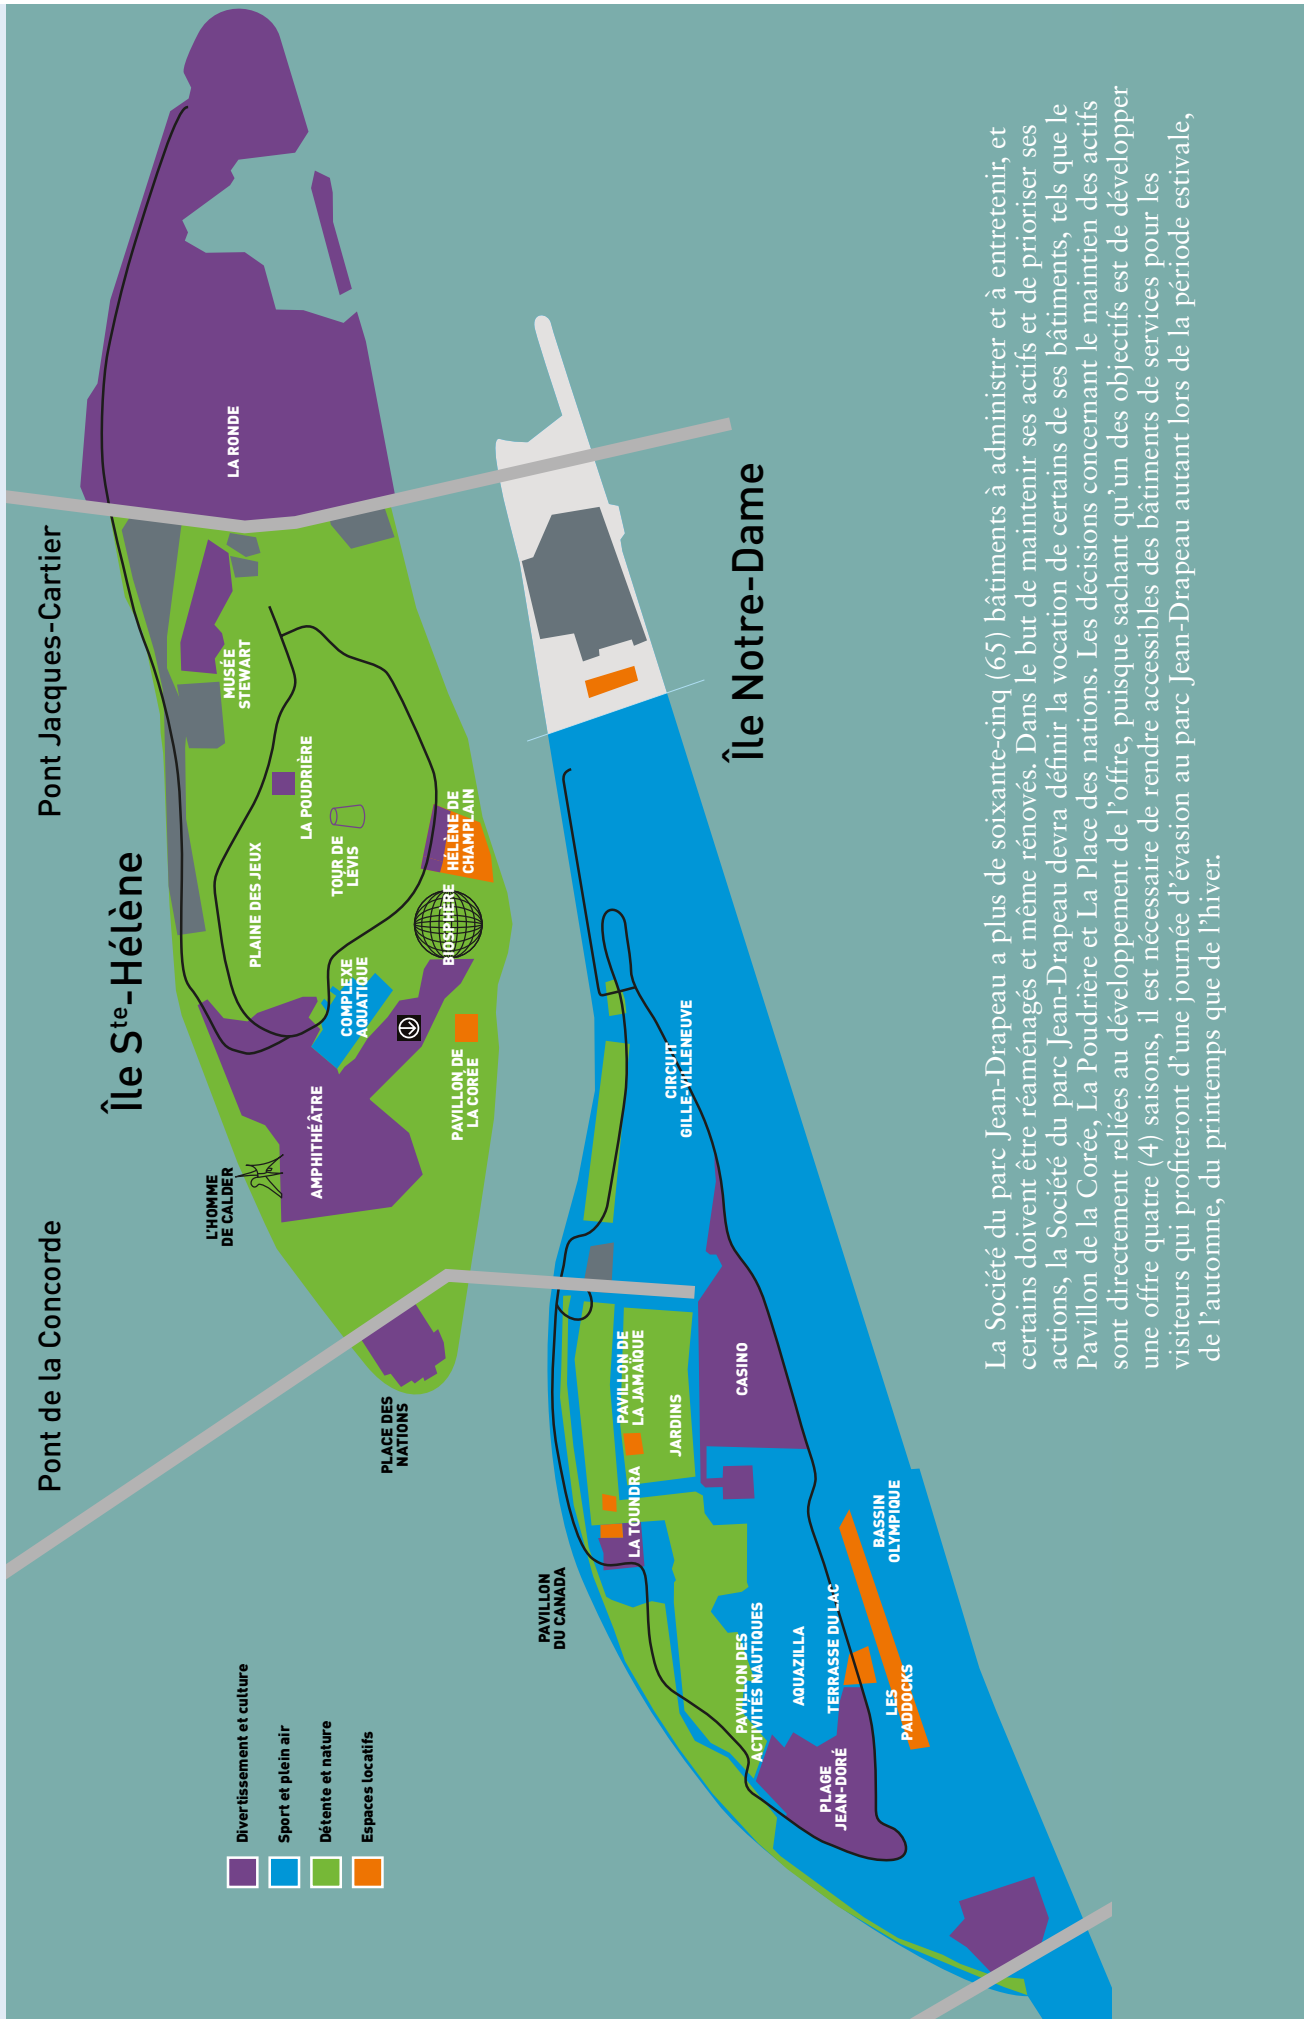 Pont de la Concorde
Pont Jacques-Cartier
Île Ste-Hélène
Île Notre-Dame
Divertissement et culture
Sport et plein air
Détente et nature
Espaces locatifs
L'HOMME
DE CALDER
PLACE DES
NATIONS
AMPHITHÉÂTRE
COMPLEXE
AQUATIQUE
PLAINE DES JEUX
TOUR DE
LÉVIS
LA POUDRIÈRE
MUSÉE
STEWART
LA RONDE
HÉLÈNE DE
CHAMPLAIN
BIOSPHÈRE
PAVILLON DE
LA CORÉE
PAVILLON
DU CANADA
LA TOUNDRA
PAVILLON DE
LA JAMAÏQUE
JARDINS
CASINO
CIRCUIT
GILLE-VILLENEUVE
PAVILLON DES
ACTIVITÉS NAUTIQUES
AQUAZILLA
TERRASSE DU LAC
BASSIN
OLYMPIQUE
LES
PADDOCKS
PLAGE
JEAN-DORÉ
La Société du parc Jean-Drapeau a plus de soixante-cinq (65) bâtiments à administrer et à entretenir, et
certains doivent être réaménagés et même rénovés. Dans le but de maintenir ses actifs et de prioriser ses
actions, la Société du parc Jean-Drapeau devra définir la vocation de certains de ses bâtiments, tels que le
Pavillon de la Corée, La Poudrière et La Place des nations. Les décisions concernant le maintien des actifs
sont directement reliées au développement de l'offre, puisque sachant qu'un des objectifs est de développer
une offre quatre (4) saisons, il est nécessaire de rendre accessibles des bâtiments de services pour les
visiteurs qui profiteront d'une journée d'évasion au parc Jean-Drapeau autant lors de la période estivale,
de l'automne, du printemps que de l'hiver.